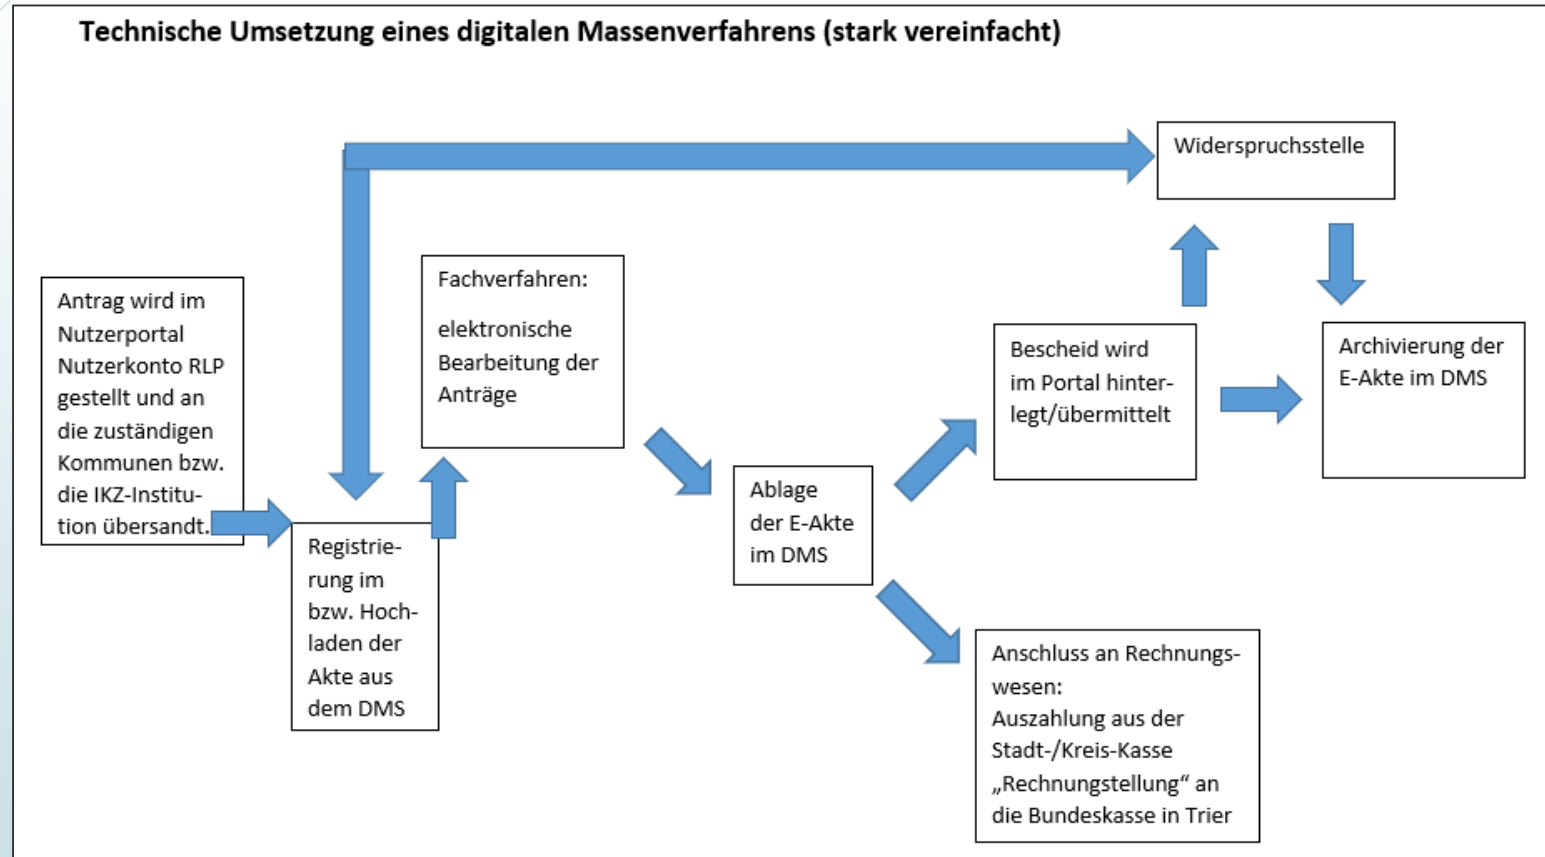 Technische Umsetzung eines digitalen Massenverfahrens (stark vereinfacht)
Widerspruchsstelle
Antrag wird im
Nutzerportal
Nutzerkonto RLP
gestellt und an
die zuständigen
Kommunen bzw.
die IKZ-Institu-
tion übersandt.
Registrie-
rung im
bzw. Hoch-
laden der
Akte aus
dem DMS
Fachverfahren:
elektronische
Bearbeitung der
Anträge
Ablage
der E-Akte
im DMS
Bescheid wird
im Portal hinter-
legt/übermittelt
Archivierung der
E-Akte im DMS
Anschluss an Rechnungs-
wesen:
Auszahlung aus der
Stadt-/Kreis-Kasse
„Rechnungstellung“ an
die Bundeskasse in Trier